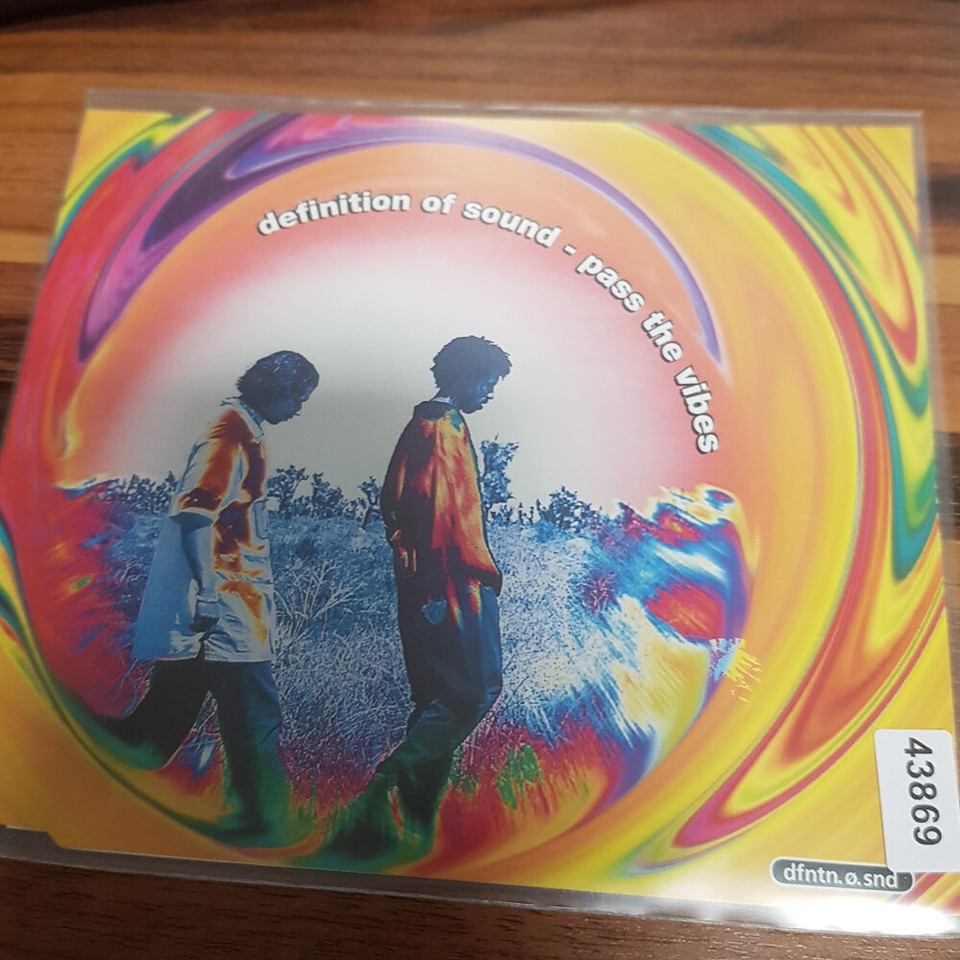 definition of sound - pass the vibes
43869
dfntn.ø.snd